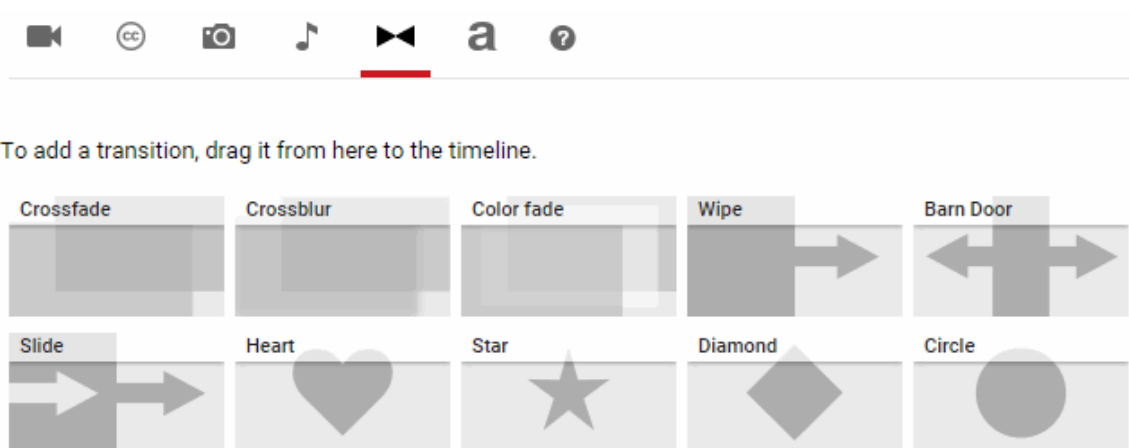 cc a ?
To add a transition, drag it from here to the timeline.
Crossfade Crossblur Color fade Wipe Barn Door
Slide Heart Star Diamond Circle